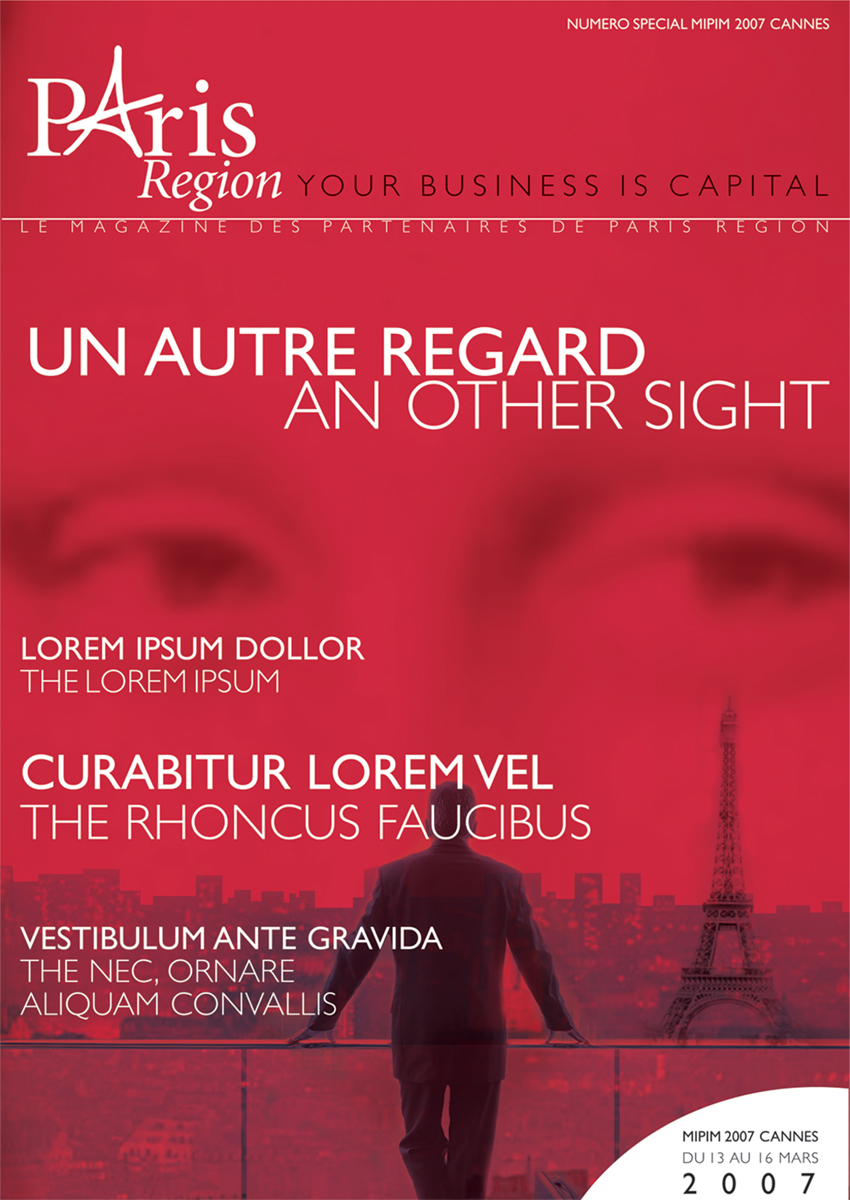 NUMERO SPECIAL MIPIM 2007 CANNES
PAris
Region YOUR BUSINESS IS CAPITAL
LE MAGAZINE DES PARTENAIRES DE PARIS REGION
UN AUTRE REGARD
AN OTHER SIGHT
LOREM IPSUM DOLLOR
THE LOREM IPSUM
CURABITUR LOREM VEL
THE RHONCUS FAUCIBUS
VESTIBULUM ANTE GRAVIDA
THE NEC, ORNARE
ALIQUAM CONVALLIS
MIPIM 2007 CANNES
DU 13 AU 16 MARS
2007